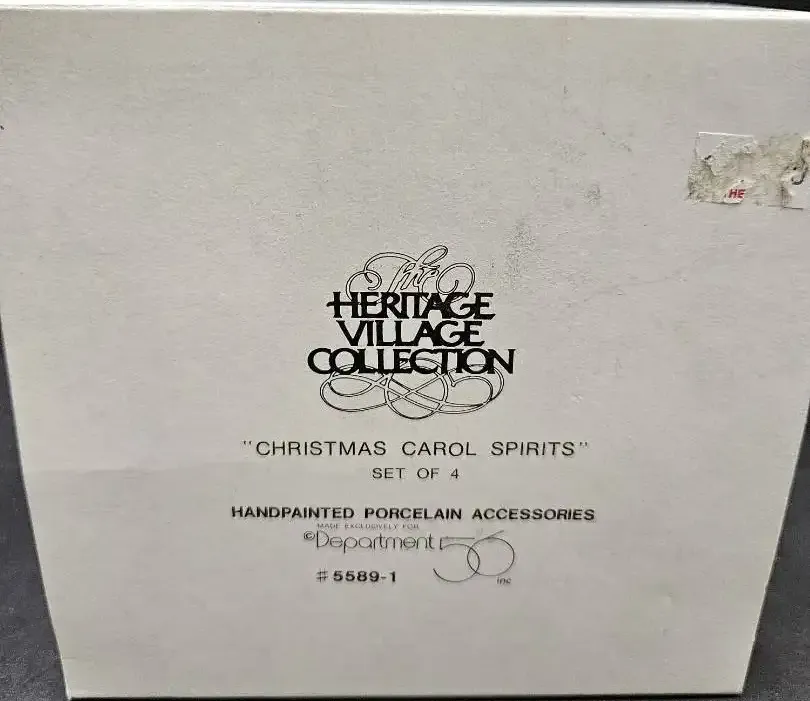 HE
The
HERITAGE
VILLAGE
COLLECTION
"CHRISTMAS CAROL SPIRITS"
SET OF 4
HANDPAINTED PORCELAIN ACCESSORIES
MADE EXCLUSIVELY FOR
©Department 56 inc
#5589-1